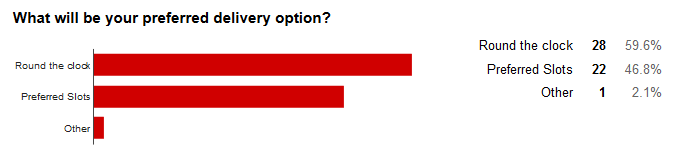 What will be your preferred delivery option?
Round the clock
Preferred Slots
Other
Round the clock 28 59.6%
Preferred Slots 22 46.8%
Other 1 2.1%